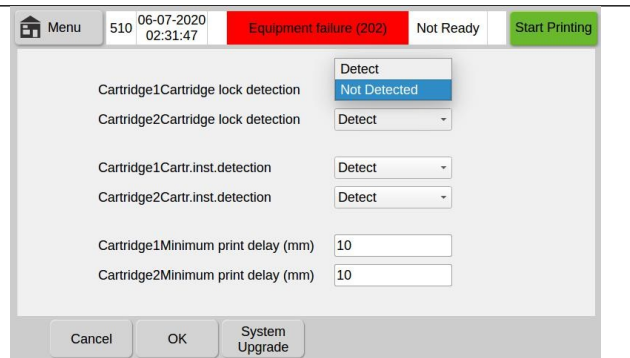 Menu
510
06-07-2020
02:31:47
Equipment failure (202)
Not Ready
Start Printing
Detect
Cartridge1Cartridge lock detection
Not Detected
Cartridge2Cartridge lock detection
Detect
Cartridge1Cartr.inst.detection
Detect
Cartridge2Cartr.inst.detection
Detect
Cartridge1Minimum print delay (mm)
10
Cartridge2Minimum print delay (mm)
10
Cancel
OK
System
Upgrade